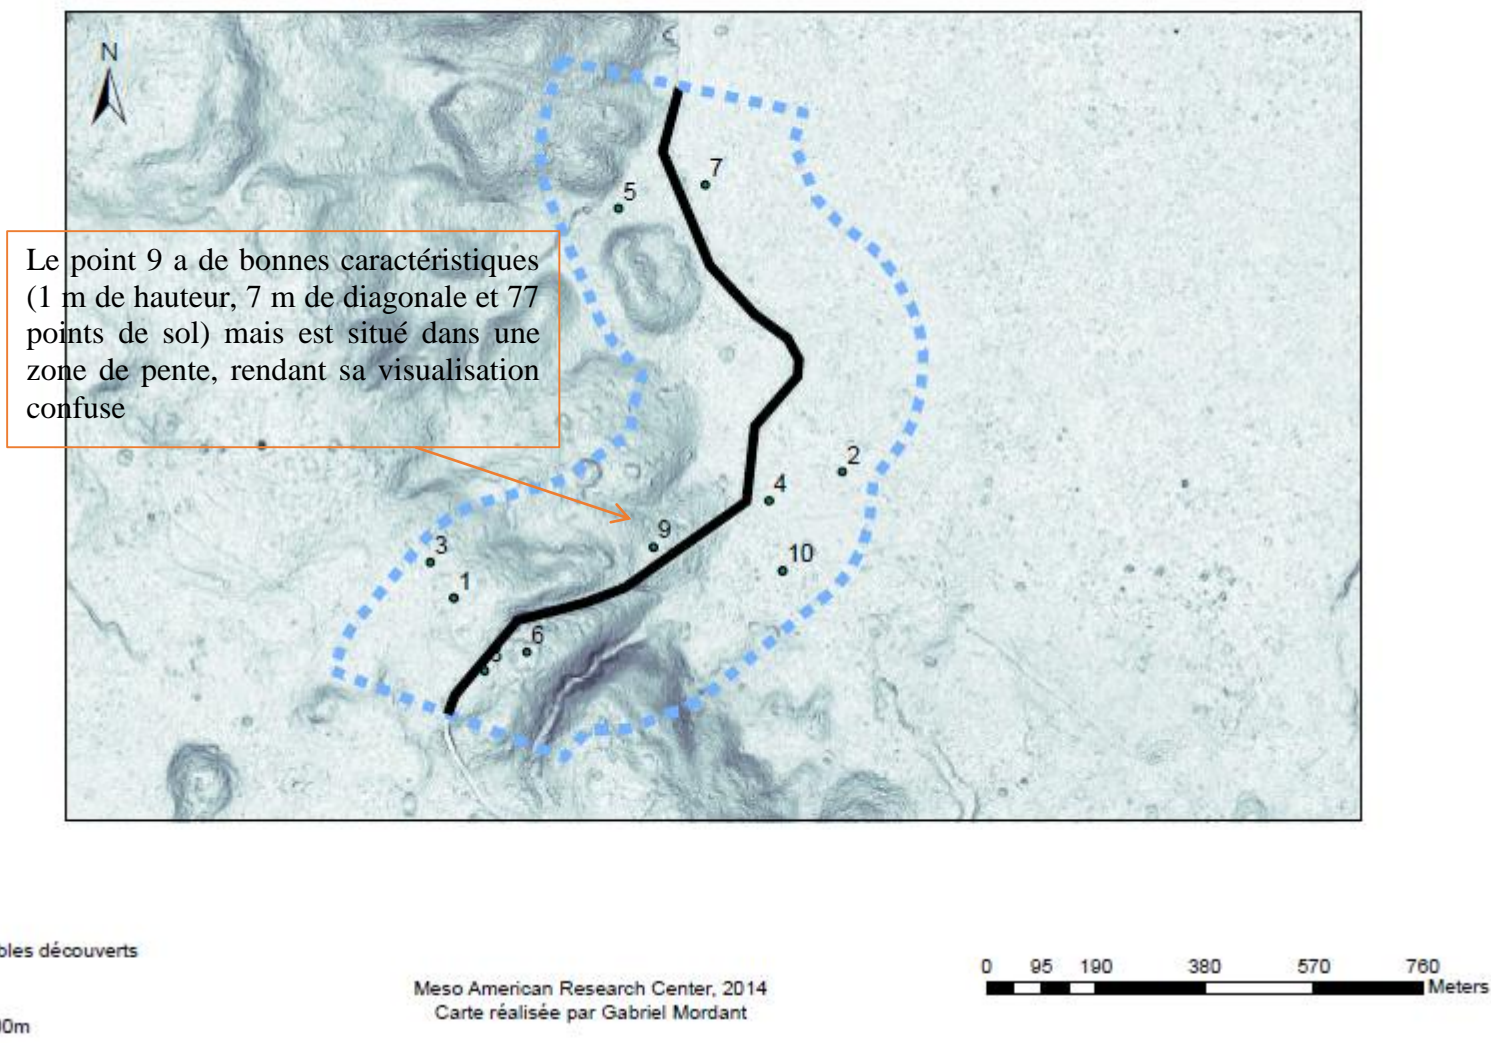 N
7
5
Le point 9 a de bonnes caractéristiques
(1 m de hauteur, 7 m de diagonale et 77
points de sol) mais est situé dans une
zone de pente, rendant sa visualisation
confuse
2
4
9
3
10
1
6
bles découverts
0 95 190 380 570 760
Meters
Meso American Research Center, 2014
Carte réalisée par Gabriel Mordant
00m